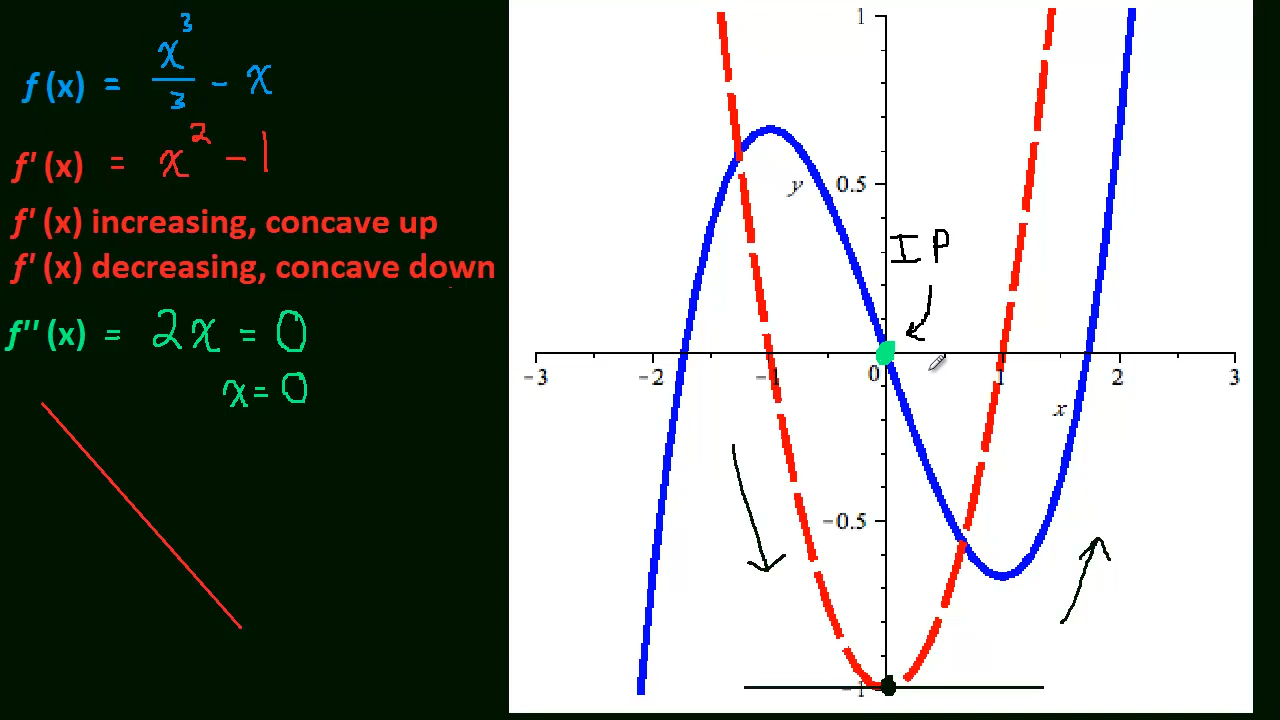 f (x) = x³/3 − x
f' (x) = x² − 1
f' (x) increasing, concave up
f' (x) decreasing, concave down
f'' (x) = 2x = 0
x = 0
1
y 0.5
IP
−3 −2 −1 0 1 2 3
x
−0.5
−1